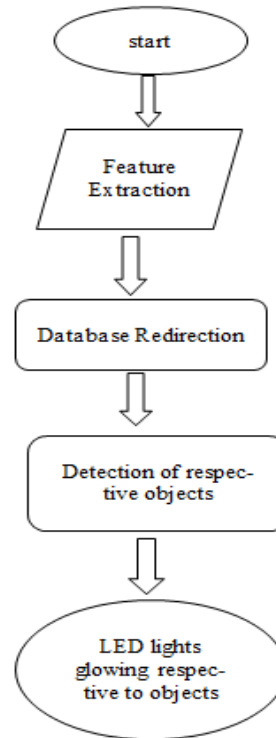 start
Feature
Extraction
Database Redirection
Detection of respec-
tive objects
LED lights
glowing respec-
tive to objects